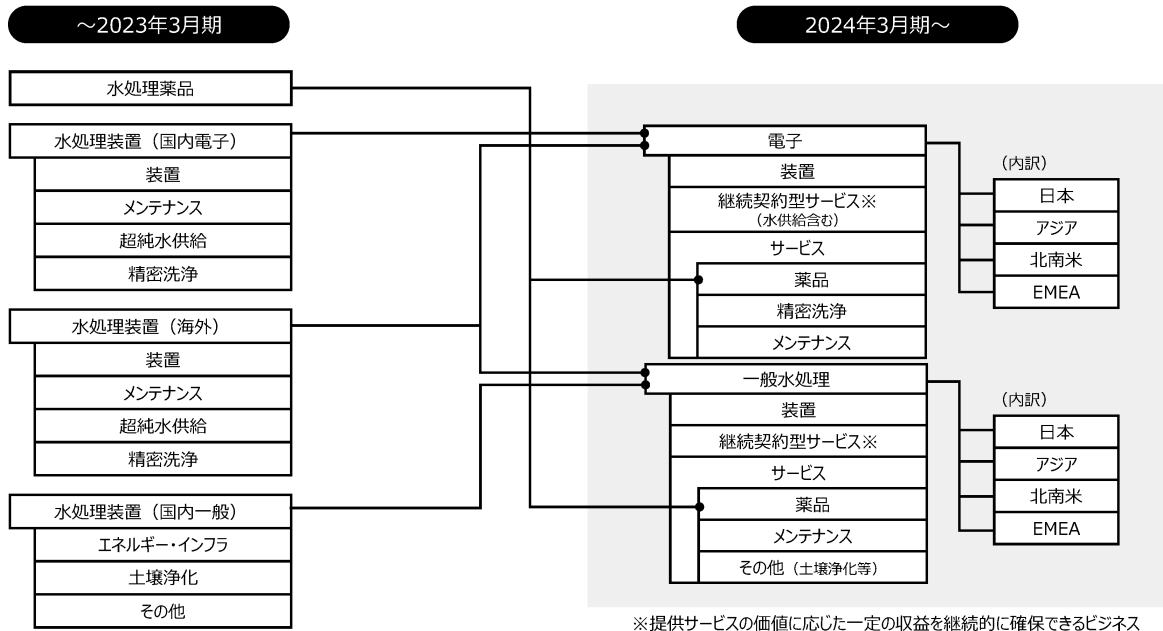 ～2023年3月期
水処理薬品
水処理装置（国内電子）
装置
メンテナンス
超純水供給
精密洗浄
水処理装置（海外）
装置
メンテナンス
超純水供給
精密洗浄
水処理装置（国内一般）
エネルギー・インフラ
土壌浄化
その他
2024年3月期～
電子
装置
継続契約型サービス※
（水供給含む）
サービス
薬品
精密洗浄
メンテナンス
（内訳）
日本
アジア
北南米
EMEA
一般水処理
装置
継続契約型サービス※
サービス
薬品
メンテナンス
その他（土壌浄化等）
（内訳）
日本
アジア
北南米
EMEA
※提供サービスの価値に応じた一定の収益を継続的に確保できるビジネス